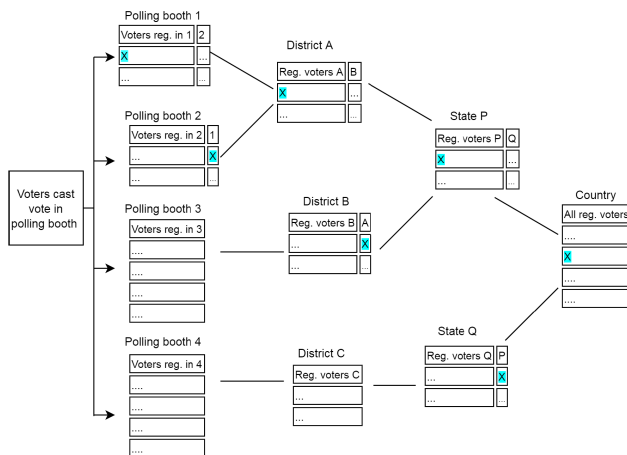 Polling booth 1
Voters reg. in 1 2
X ...
... ...
Polling booth 2
Voters reg. in 2 1
... X
... ...
Voters cast
vote in
polling booth
Polling booth 3
Voters reg. in 3
....
....
....
....
Polling booth 4
Voters reg. in 4
....
....
....
....
District A
Reg. voters A B
X ...
... ...
District B
Reg. voters B A
... X
... ...
District C
Reg. voters C
...
...
State P
Reg. voters P Q
X ...
... ...
State Q
Reg. voters Q P
... X
... ...
Country
All reg. voters
....
X
....
....